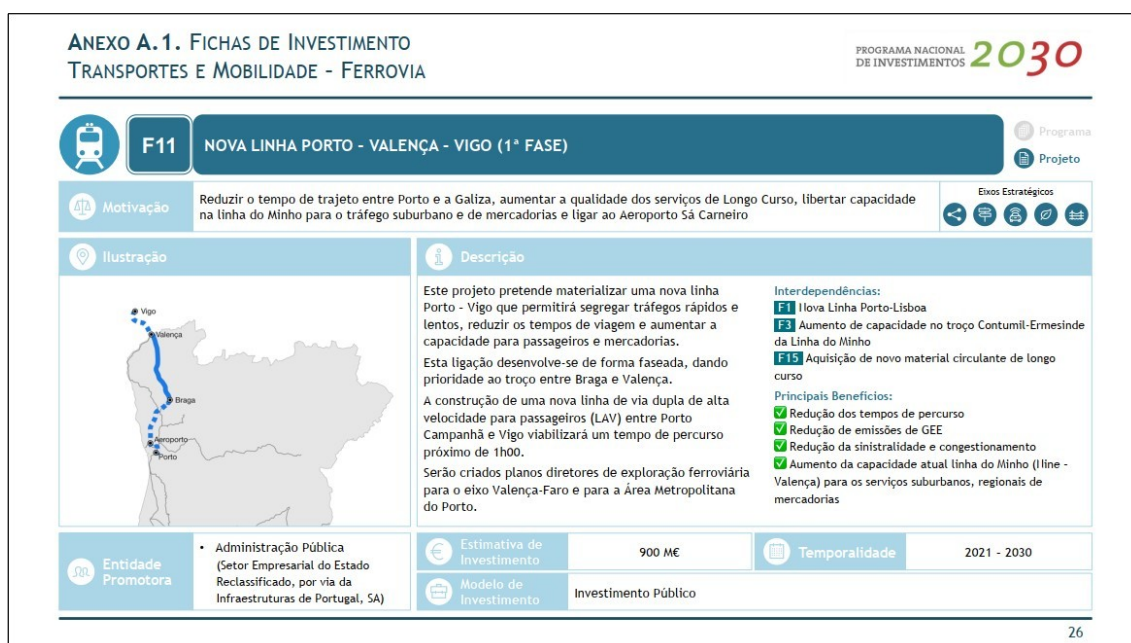 ANEXO A.1. FICHAS DE INVESTIMENTO
TRANSPORTES E MOBILIDADE - FERROVIA
PROGRAMA NACIONAL
DE INVESTIMENTOS 2030
F11
NOVA LINHA PORTO - VALENÇA - VIGO (1ª FASE)
Programa
Projeto
Motivação
Reduzir o tempo de trajeto entre Porto e a Galiza, aumentar a qualidade dos serviços de Longo Curso, libertar capacidade
na linha do Minho para o tráfego suburbano e de mercadorias e ligar ao Aeroporto Sá Carneiro
Eixos Estratégicos
Ilustração
Vigo
Valença
Braga
Aeroporto
Porto
Descrição
Este projeto pretende materializar uma nova linha
Porto - Vigo que permitirá segregar tráfegos rápidos e
lentos, reduzir os tempos de viagem e aumentar a
capacidade para passageiros e mercadorias.
Esta ligação desenvolve-se de forma faseada, dando
prioridade ao troço entre Braga e Valença.
A construção de uma nova linha de via dupla de alta
velocidade para passageiros (LAV) entre Porto
Campanhã e Vigo viabilizará um tempo de percurso
próximo de 1h00.
Serão criados planos diretores de exploração ferroviária
para o eixo Valença-Faro e para a Área Metropolitana
do Porto.
Interdependências:
F1 Nova Linha Porto-Lisboa
F3 Aumento de capacidade no troço Contumil-Ermesinde
da Linha do Minho
F15 Aquisição de novo material circulante de longo
curso
Principais Benefícios:
Redução dos tempos de percurso
Redução de emissões de GEE
Redução da sinistralidade e congestionamento
Aumento da capacidade atual linha do Minho (Nine -
Valença) para os serviços suburbanos, regionais de
mercadorias
Entidade
Promotora
• Administração Pública
(Setor Empresarial do Estado
Reclassificado, por via da
Infraestruturas de Portugal, SA)
Estimativa de
Investimento
900 M€
Temporalidade
2021 - 2030
Modelo de
Investimento
Investimento Público
26